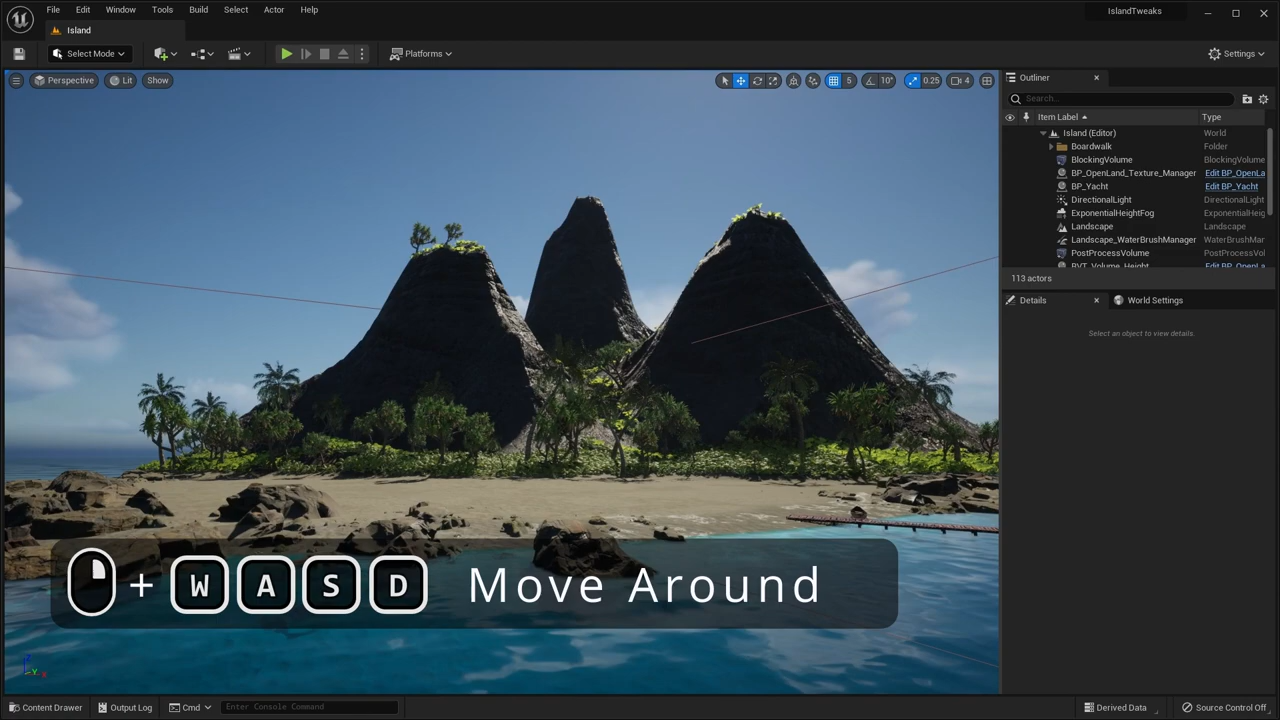 File Edit Window Tools Build Select Actor Help
IslandTweaks
Island
Select Mode
Platforms
Settings
Perspective Lit Show
5 10° 0.25 4
Outliner
Search...
Item Label Type
Island (Editor) World
Boardwalk Folder
BlockingVolume BlockingVolume
BP_OpenLand_Texture_Manager Edit BP_OpenLa
BP_Yacht Edit BP_Yacht
DirectionalLight DirectionalLight
ExponentialHeightFog ExponentialHeig
Landscape Landscape
Landscape_WaterBrushManager WaterBrushMar
PostProcessVolume PostProcessVol
RVT_Volume_Height Edit BP_OpenLa
113 actors
Details World Settings
Select an object to view details.
+ W A S D Move Around
Content Drawer Output Log Cmd Enter Console Command Derived Data Source Control Off